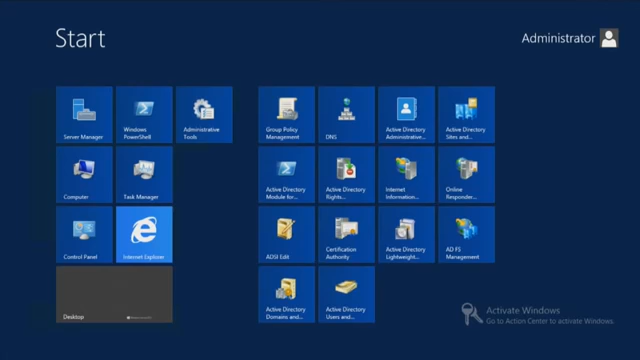 Start
Administrator
Server Manager
Windows
PowerShell
Administrative
Tools
Group Policy
Management
DNS
Active Directory
Administrative...
Active Directory
Sites and...
Computer
Task Manager
Active Directory
Module for...
Active Directory
Rights...
Internet
Information...
Online
Responder...
Control Panel
Internet Explorer
ADSI Edit
Certification
Authority
Active Directory
Lightweight...
AD FS
Management
Desktop
Active Directory
Domains and...
Active Directory
Users and...
Activate Windows
Go to Action Center to activate Windows.